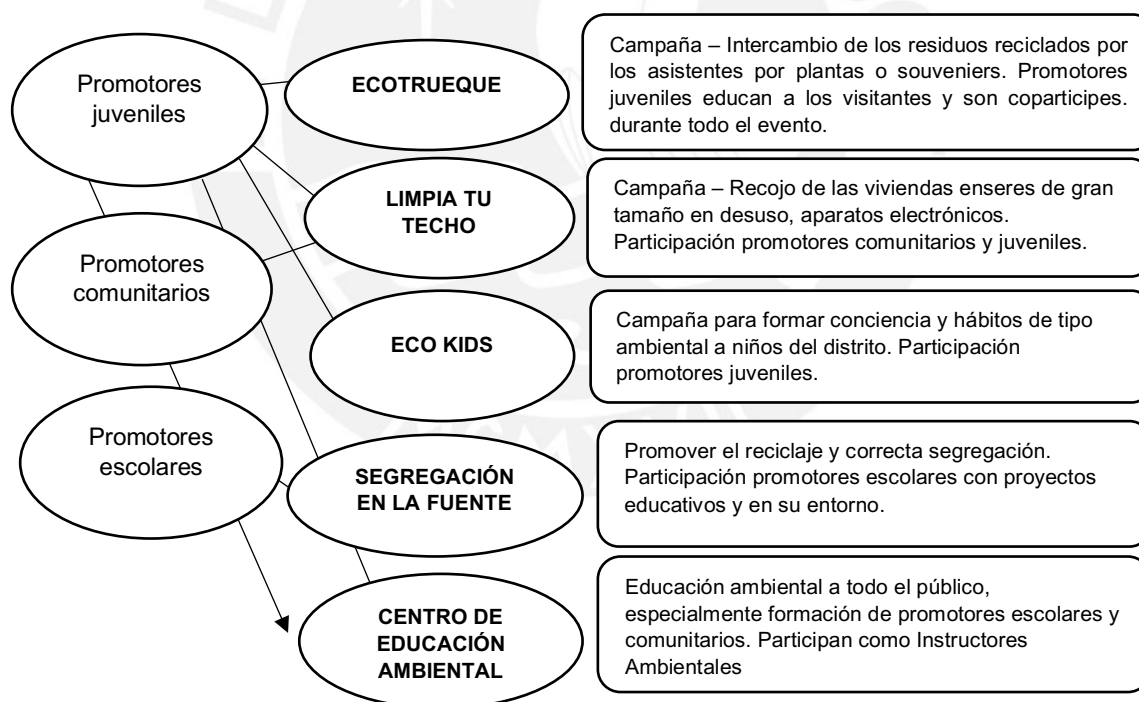 Promotores
juveniles
ECOTRUEQUE
Campaña – Intercambio de los residuos reciclados por
los asistentes por plantas o souveniers. Promotores
juveniles educan a los visitantes y son coparticipes.
durante todo el evento.
LIMPIA TU
TECHO
Campaña – Recojo de las viviendas enseres de gran
tamaño en desuso, aparatos electrónicos.
Participación promotores comunitarios y juveniles.
Promotores
comunitarios
ECO KIDS
Campaña para formar conciencia y hábitos de tipo
ambiental a niños del distrito. Participación
promotores juveniles.
Promotores
escolares
SEGREGACIÓN
EN LA FUENTE
Promover el reciclaje y correcta segregación.
Participación promotores escolares con proyectos
educativos y en su entorno.
CENTRO DE
EDUCACIÓN
AMBIENTAL
Educación ambiental a todo el público,
especialmente formación de promotores escolares y
comunitarios. Participan como Instructores
Ambientales